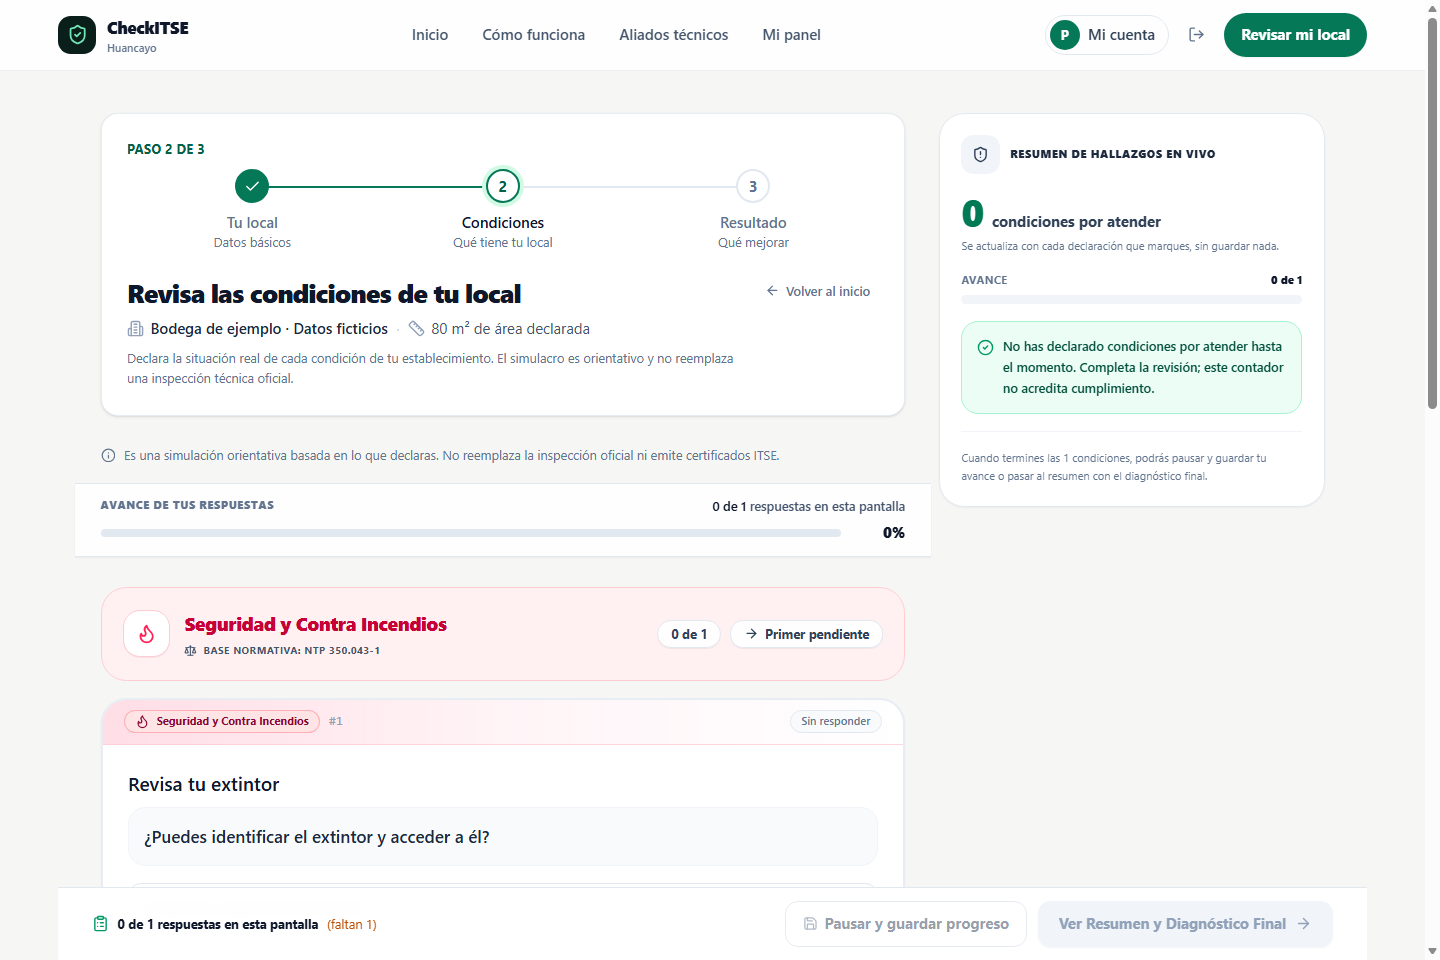 CheckITSE
Huancayo
Inicio
Cómo funciona
Aliados técnicos
Mi panel
P
Mi cuenta
Revisar mi local
PASO 2 DE 3
2
3
Tu local
Datos básicos
Condiciones
Qué tiene tu local
Resultado
Qué mejorar
Revisa las condiciones de tu local
Volver al inicio
Bodega de ejemplo · Datos ficticios · 80 m² de área declarada
Declara la situación real de cada condición de tu establecimiento. El simulacro es orientativo y no reemplaza
una inspección técnica oficial.
Es una simulación orientativa basada en lo que declaras. No reemplaza la inspección oficial ni emite certificados ITSE.
AVANCE DE TUS RESPUESTAS
0 de 1 respuestas en esta pantalla
0%
Seguridad y Contra Incendios
BASE NORMATIVA: NTP 350.043-1
0 de 1
Primer pendiente
Seguridad y Contra Incendios
#1
Sin responder
Revisa tu extintor
¿Puedes identificar el extintor y acceder a él?
RESUMEN DE HALLAZGOS EN VIVO
0 condiciones por atender
Se actualiza con cada declaración que marques, sin guardar nada.
AVANCE
0 de 1
No has declarado condiciones por atender hasta
el momento. Completa la revisión; este contador
no acredita cumplimiento.
Cuando termines las 1 condiciones, podrás pausar y guardar tu
avance o pasar al resumen con el diagnóstico final.
0 de 1 respuestas en esta pantalla (faltan 1)
Pausar y guardar progreso
Ver Resumen y Diagnóstico Final